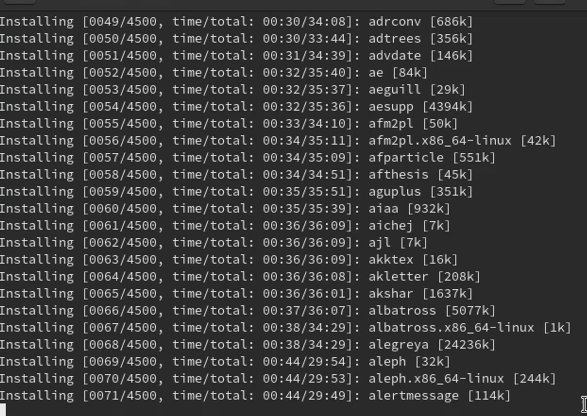 Installing [0049/4500, time/total: 00:30/34:08]: adrconv [686k]
Installing [0050/4500, time/total: 00:30/33:44]: adtrees [356k]
Installing [0051/4500, time/total: 00:31/34:39]: advdate [146k]
Installing [0052/4500, time/total: 00:32/35:40]: ae [84k]
Installing [0053/4500, time/total: 00:32/35:37]: aeguill [29k]
Installing [0054/4500, time/total: 00:32/35:36]: aesupp [4394k]
Installing [0055/4500, time/total: 00:33/34:10]: afm2pl [50k]
Installing [0056/4500, time/total: 00:34/35:11]: afm2pl.x86_64-linux [42k]
Installing [0057/4500, time/total: 00:34/35:09]: afparticle [551k]
Installing [0058/4500, time/total: 00:34/34:51]: afthesis [45k]
Installing [0059/4500, time/total: 00:35/35:51]: aguplus [351k]
Installing [0060/4500, time/total: 00:35/35:39]: aiaa [932k]
Installing [0061/4500, time/total: 00:36/36:09]: aichej [7k]
Installing [0062/4500, time/total: 00:36/36:09]: ajl [7k]
Installing [0063/4500, time/total: 00:36/36:09]: akktex [16k]
Installing [0064/4500, time/total: 00:36/36:08]: akletter [208k]
Installing [0065/4500, time/total: 00:36/36:01]: akshar [1637k]
Installing [0066/4500, time/total: 00:37/36:07]: albatross [5077k]
Installing [0067/4500, time/total: 00:38/34:29]: albatross.x86_64-linux [1k]
Installing [0068/4500, time/total: 00:38/34:29]: alegreya [24236k]
Installing [0069/4500, time/total: 00:44/29:54]: aleph [32k]
Installing [0070/4500, time/total: 00:44/29:53]: aleph.x86_64-linux [244k]
Installing [0071/4500, time/total: 00:44/29:49]: alertmessage [114k]